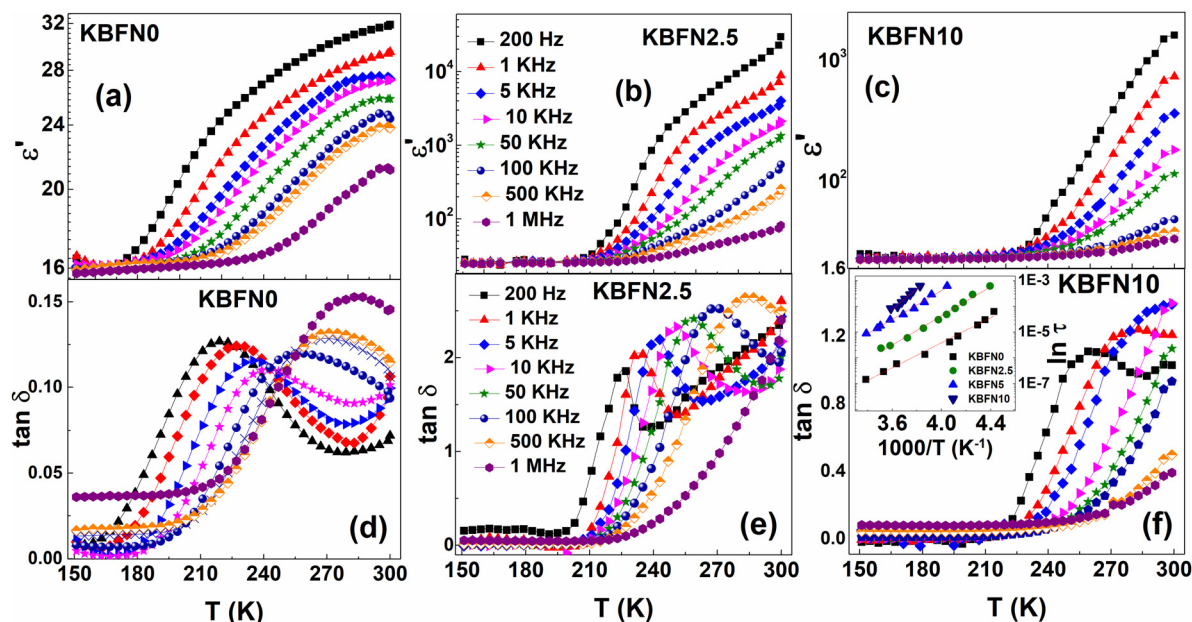 KBFN0
(a)
ε'
32
28
24
20
16
KBFN2.5
(b)
ε'
10⁴
10³
10²
200 Hz
1 KHz
5 KHz
10 KHz
50 KHz
100 KHz
500 KHz
1 MHz
KBFN10
(c)
ε'
10³
10²
1.6
KBFN0
(d)
tan δ
0.15
0.10
0.05
0.00
150 180 210 240 270 300
T (K)
KBFN2.5
(e)
tan δ
2
1
0
200 Hz
1 KHz
5 KHz
10 KHz
50 KHz
100 KHz
500 KHz
1 MHz
150 180 210 240 270 300
T (K)
KBFN10
(f)
tan δ
1.2
0.8
0.4
0.0
1E-3
1E-5
1E-7
ln τ
KBFN0
KBFN2.5
KBFN5
KBFN10
3.6 4.0 4.4
1000/T (K⁻¹)
150 180 210 240 270 300
T (K)